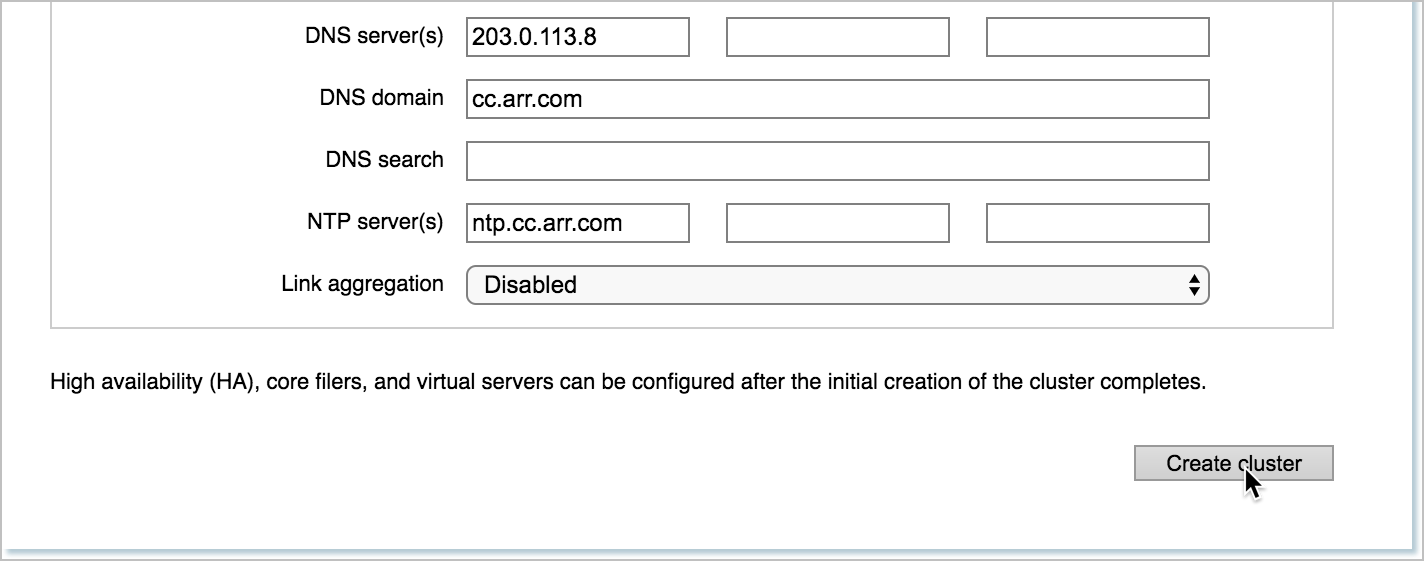 DNS server(s) 203.0.113.8
DNS domain cc.arr.com
DNS search
NTP server(s) ntp.cc.arr.com
Link aggregation Disabled
High availability (HA), core filers, and virtual servers can be configured after the initial creation of the cluster completes.
Create cluster